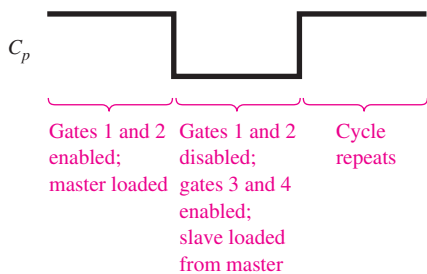 Cp
Gates 1 and 2
enabled;
master loaded
Gates 1 and 2
disabled;
gates 3 and 4
enabled;
slave loaded
from master
Cycle
repeats